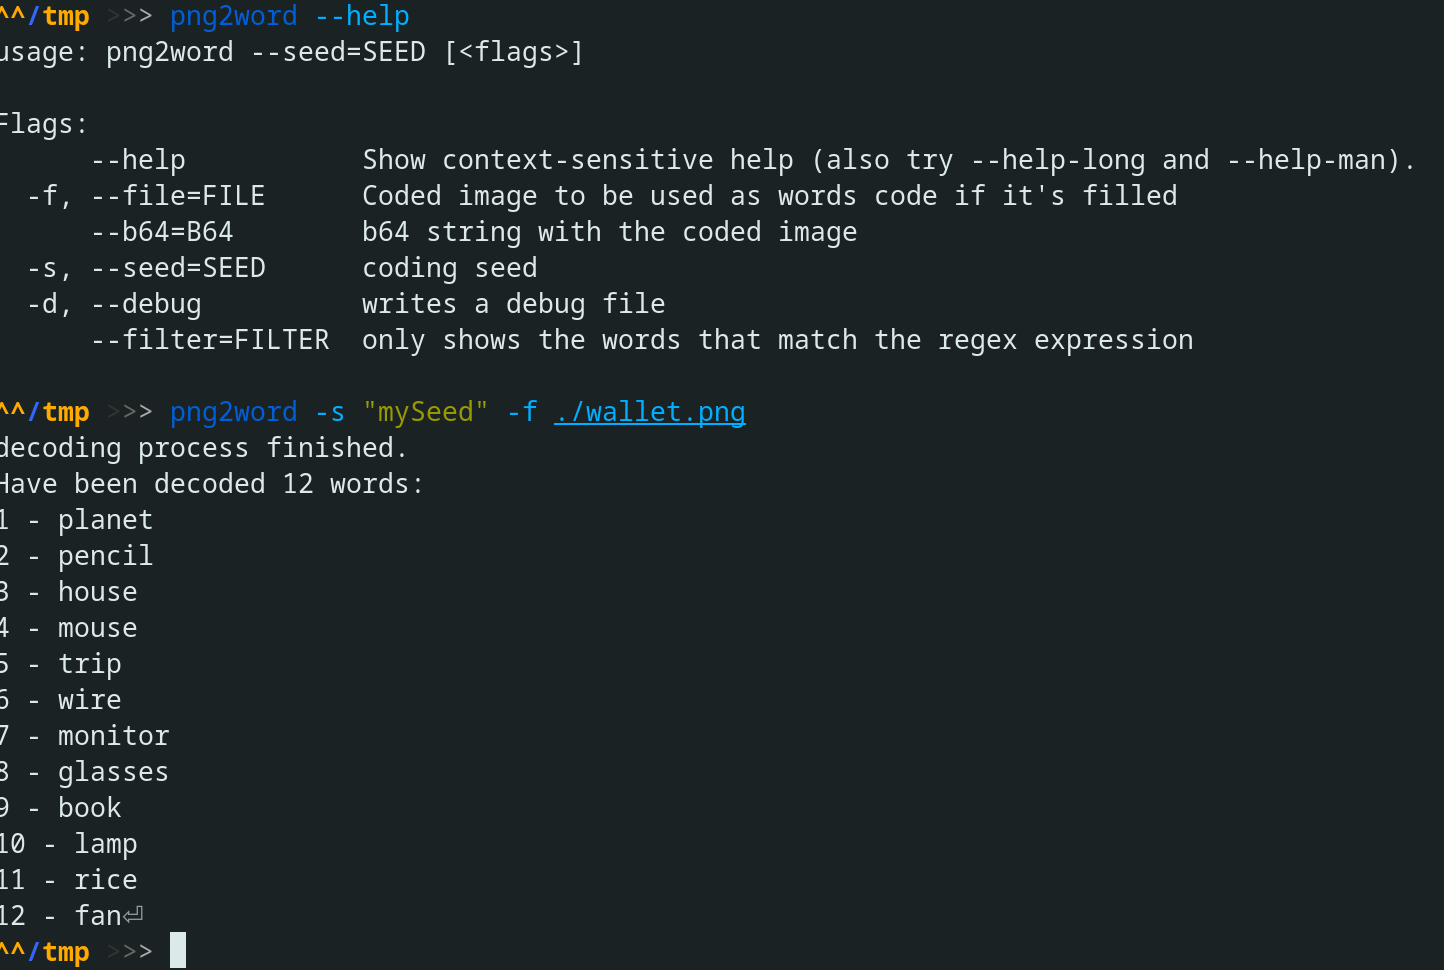 ^^/tmp >>> png2word --help
usage: png2word --seed=SEED [<flags>]
Flags:
--help Show context-sensitive help (also try --help-long and --help-man).
-f, --file=FILE Coded image to be used as words code if it's filled
--b64=B64 b64 string with the coded image
-s, --seed=SEED coding seed
-d, --debug writes a debug file
--filter=FILTER only shows the words that match the regex expression
^^/tmp >>> png2word -s "mySeed" -f ./wallet.png
decoding process finished.
Have been decoded 12 words:
1 - planet
2 - pencil
3 - house
4 - mouse
5 - trip
6 - wire
7 - monitor
8 - glasses
9 - book
10 - lamp
11 - rice
12 - fan⏎
^^/tmp >>>